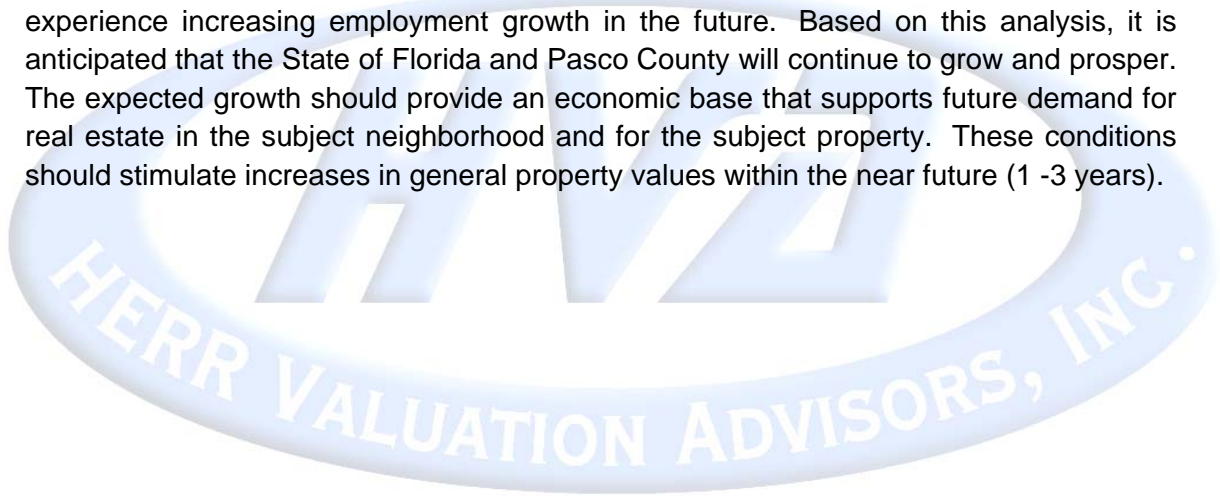 experience increasing employment growth in the future. Based on this analysis, it is
anticipated that the State of Florida and Pasco County will continue to grow and prosper.
The expected growth should provide an economic base that supports future demand for
real estate in the subject neighborhood and for the subject property. These conditions
should stimulate increases in general property values within the near future (1 -3 years).
HVA
HERR VALUATION ADVISORS, INC.